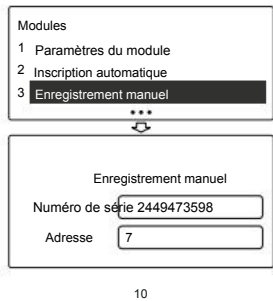 Modules
1 Paramètres du module
2 Inscription automatique
3 Enregistrement manuel
Enregistrement manuel
Numéro de série 2449473598
Adresse 7
10